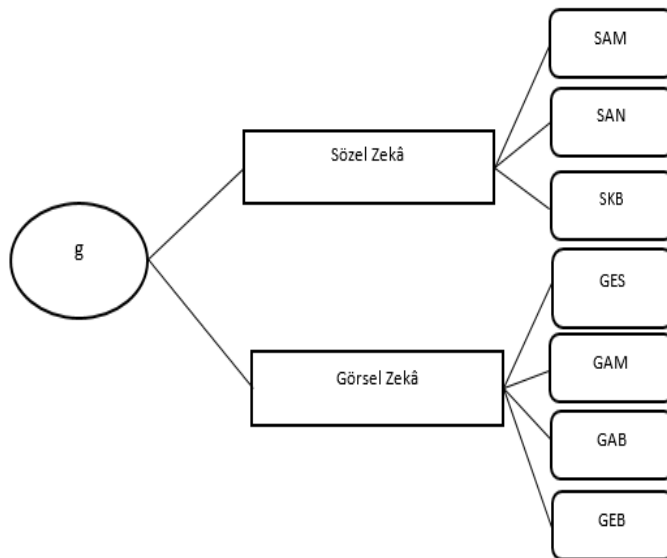 g
Sözel Zekâ
SAM
SAN
SKB
Görsel Zekâ
GES
GAM
GAB
GEB